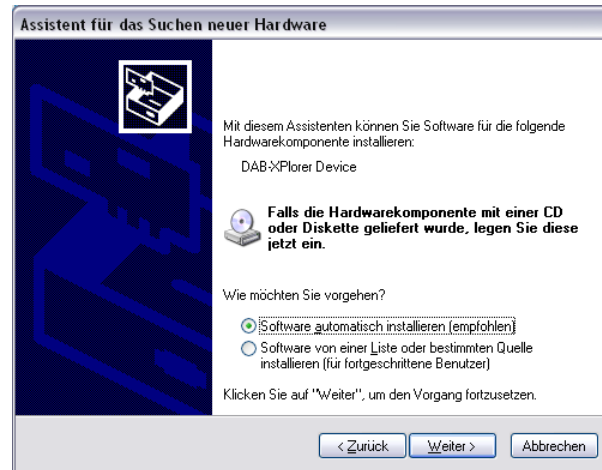 Assistent für das Suchen neuer Hardware
Mit diesem Assistenten können Sie Software für die folgende
Hardwarekomponente installieren:
DAB-XPlorer Device
Falls die Hardwarekomponente mit einer CD
oder Diskette geliefert wurde, legen Sie diese
jetzt ein.
Wie möchten Sie vorgehen?
Software automatisch installieren (empfohlen)
Software von einer Liste oder bestimmten Quelle
installieren (für fortgeschrittene Benutzer)
Klicken Sie auf "Weiter", um den Vorgang fortzusetzen.
< Zurück Weiter > Abbrechen